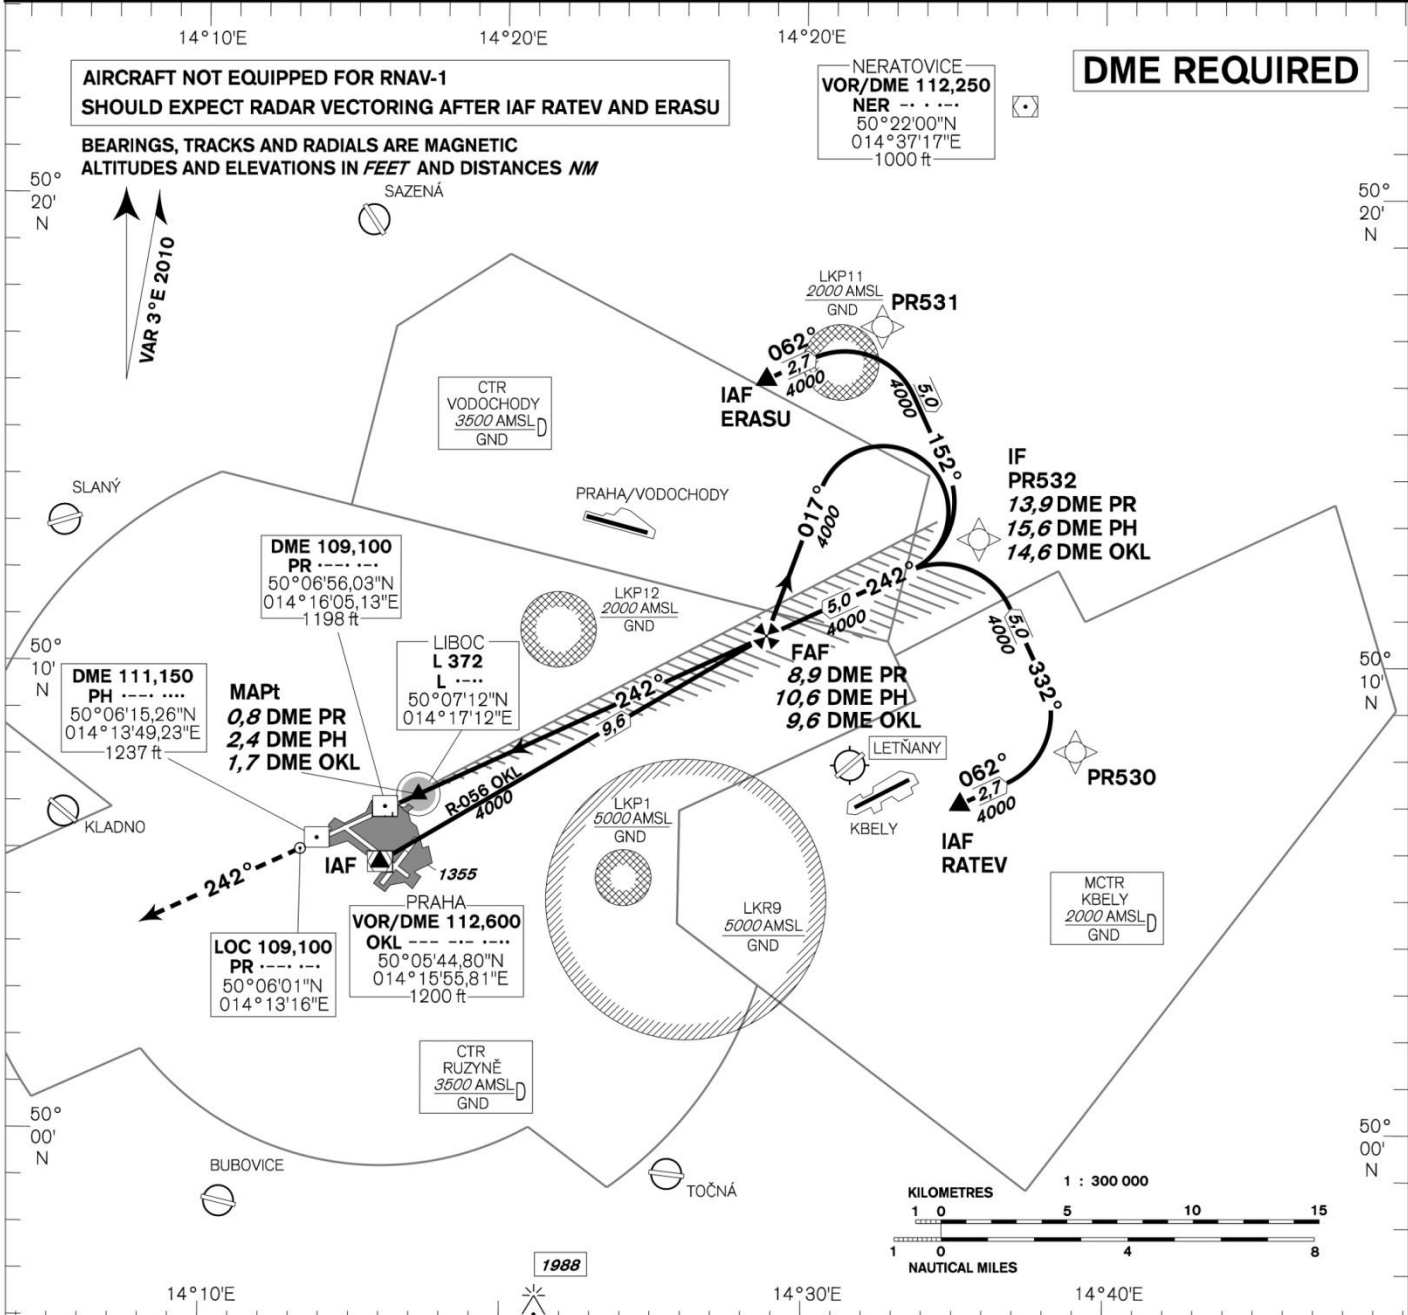 14°10'E
14°20'E
14°20'E
AIRCRAFT NOT EQUIPPED FOR RNAV-1
SHOULD EXPECT RADAR VECTORING AFTER IAF RATEV AND ERASU
BEARINGS, TRACKS AND RADIALS ARE MAGNETIC
ALTITUDES AND ELEVATIONS IN FEET AND DISTANCES NM
NERATOVICE
VOR/DME 112,250
NER -· · ·-·
50°22'00"N
014°37'17"E
1000 ft
DME REQUIRED
50°
20'
N
50°
20'
N
VAR 3°E 2010
SAZENÁ
LKP11
2000 AMSL
GND
PR531
062°
2,7
4000
IAF
ERASU
5,0
4000
152°
CTR
VODOCHODY
3500 AMSL
GND
D
IF
PR532
13,9 DME PR
15,6 DME PH
14,6 DME OKL
SLANÝ
PRAHA/VODOCHODY
017°
4000
DME 109,100
PR ·--· ·-·
50°06'56,03"N
014°16'05,13"E
1198 ft
LKP12
2000 AMSL
GND
242°
5,0
4000
5,0
4000
332°
LIBOC
L 372
L ·-··
50°07'12"N
014°17'12"E
FAF
8,9 DME PR
10,6 DME PH
9,6 DME OKL
50°
10'
N
50°
10'
N
DME 111,150
PH ·--· ····
50°06'15,26"N
014°13'49,23"E
1237 ft
MAPt
0,8 DME PR
2,4 DME PH
1,7 DME OKL
242°
9,6
R-056 OKL
4000
LETŇANY
KBELY
062°
2,7
4000
PR530
IAF
RATEV
KLADNO
LKP1
5000 AMSL
GND
IAF
1355
242°
LKR9
5000 AMSL
GND
MCTR
KBELY
2000 AMSL
GND
D
PRAHA
VOR/DME 112,600
OKL --- -·- ·-··
50°05'44,80"N
014°15'55,81"E
1200 ft
LOC 109,100
PR ·--· ·-·
50°06'01"N
014°13'16"E
CTR
RUZYNĚ
3500 AMSL
GND
D
50°
00'
N
50°
00'
N
BUBOVICE
TOČNÁ
1 : 300 000
KILOMETRES
1 0 5 10 15
1 0 4 8
NAUTICAL MILES
1988
14°10'E
14°30'E
14°40'E